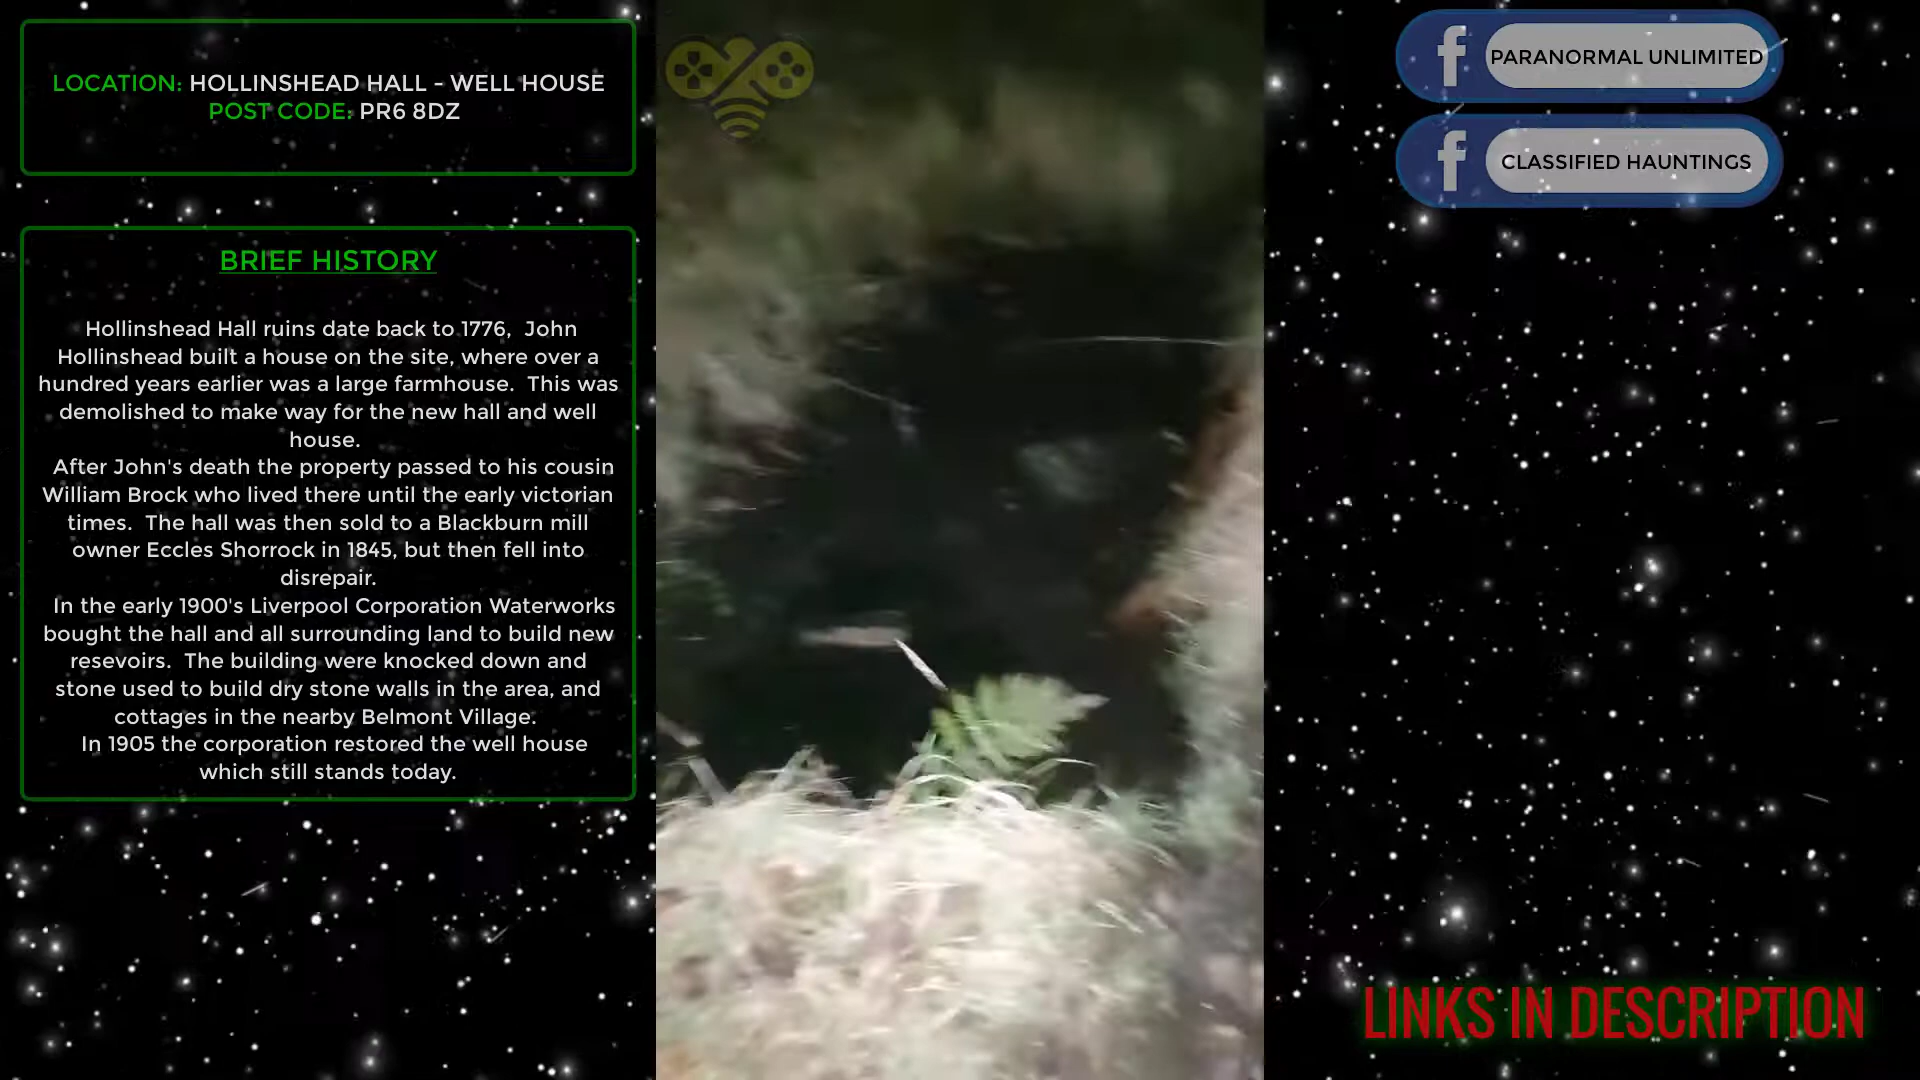 LOCATION: HOLLINSHEAD HALL - WELL HOUSE
POST CODE: PR6 8DZ
BRIEF HISTORY
Hollinshead Hall ruins date back to 1776, John
Hollinshead built a house on the site, where over a
hundred years earlier was a large farmhouse. This was
demolished to make way for the new hall and well
house.
After John's death the property passed to his cousin
William Brock who lived there until the early victorian
times. The hall was then sold to a Blackburn mill
owner Eccles Shorrock in 1845, but then fell into
disrepair.
In the early 1900's Liverpool Corporation Waterworks
bought the hall and all surrounding land to build new
resevoirs. The building were knocked down and
stone used to build dry stone walls in the area, and
cottages in the nearby Belmont Village.
In 1905 the corporation restored the well house
which still stands today.
f PARANORMAL UNLIMITED
f CLASSIFIED HAUNTINGS
LINKS IN DESCRIPTION